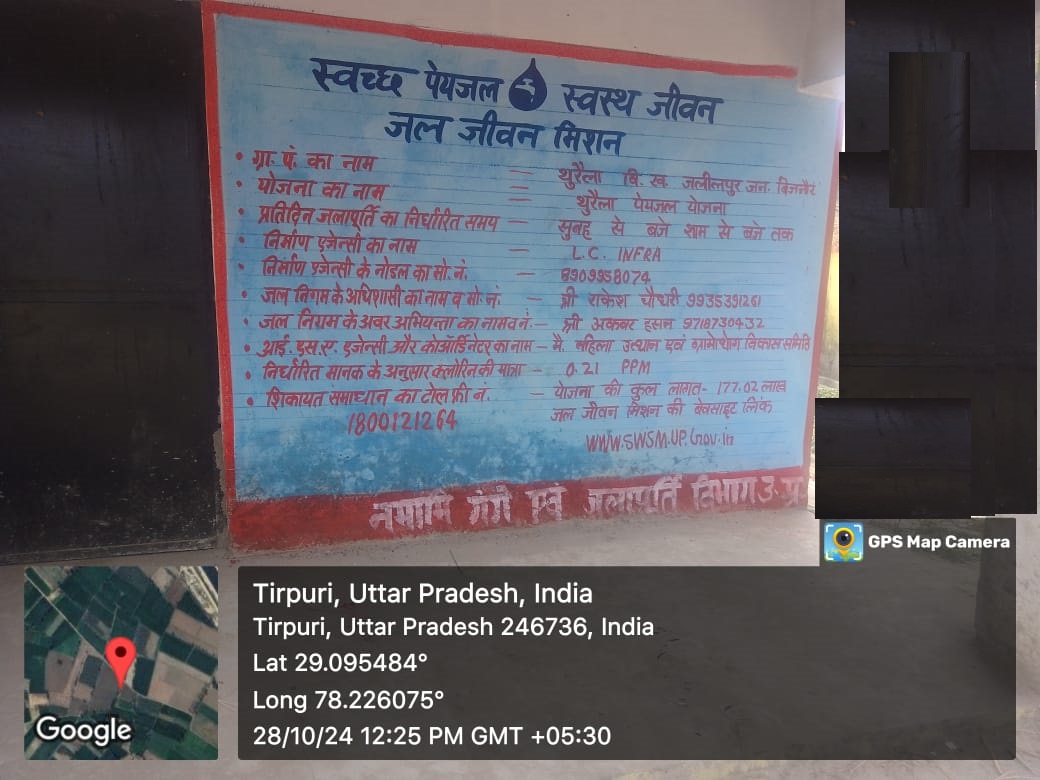 स्वच्छ पेयजल स्वस्थ जीवन
जल जीवन मिशन
• ग्रा. पं. का नाम — थुरैला वि. ख. जलीलपुर जन. बिजनौर
• योजना का नाम — थुरैला पेयजल योजना
• प्रतिदिन जलापूर्ति का निर्धारित समय — सुबह से बजे शाम से बजे तक
• निर्माण एजेन्सी का नाम — L.C. INFRA
• निर्माण एजेन्सी के नोडल का मो. नं. — 8909958074
• जल निगम के अधिशासी का नाम व मो. नं. — श्री राकेश चौधरी 9935391261
• जल निगम के अवर अभियन्ता का नाम व नं. — श्री अकबर हसन 9718730432
• आई. एस. ए. एजेन्सी और कोऑर्डिनेटर का नाम — मै. महिला उत्थान एवं ग्रामोद्योग विकास समिति
• निर्धारित मानक के अनुसार क्लोरिन की मात्रा — 0.21 PPM
• शिकायत समाधान का टोल फ्री नं. — योजना की कुल लागत - 177.02 लाख
1800121264 जल जीवन मिशन की वेबसाइट लिंक
WWW.SWSM.UP.Gov.in
नमामि गंगे एवं जलापूर्ति विभाग उ.प्र
GPS Map Camera
Tirpuri, Uttar Pradesh, India
Tirpuri, Uttar Pradesh 246736, India
Lat 29.095484°
Long 78.226075°
28/10/24 12:25 PM GMT +05:30
Google